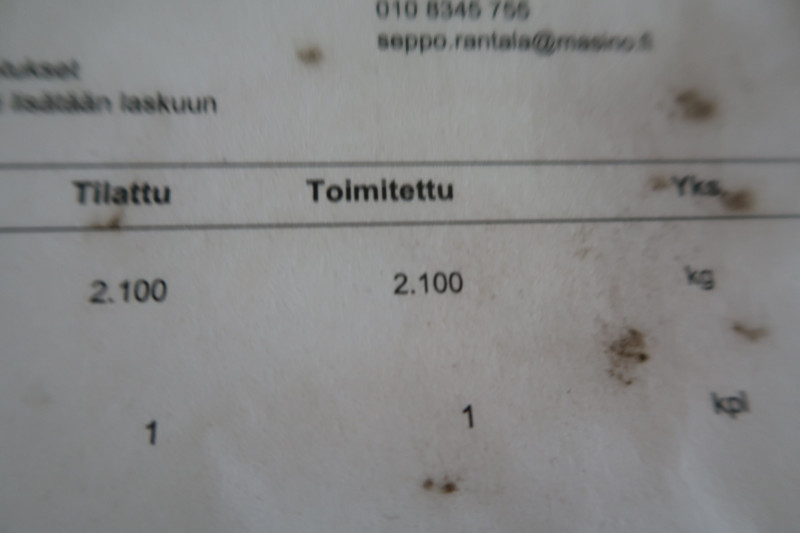 010 8345 755
seppo.rantala@masino.fi
lisätään laskuun
Tilattu Toimitettu Yks.
2.100 2.100 kg
1 1 kpl